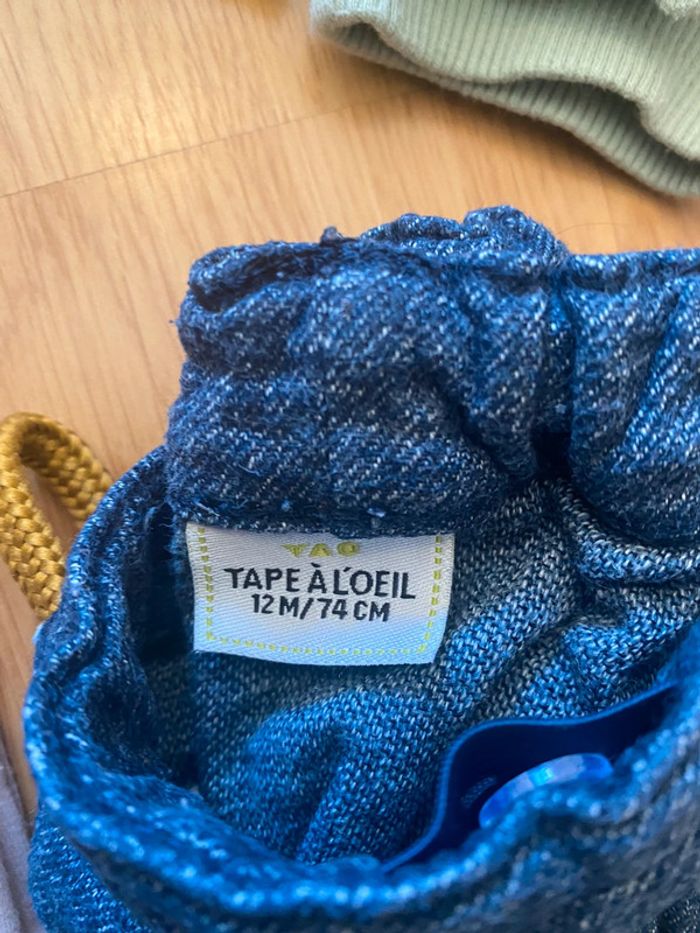 TAO
TAPE À L'OEIL
12 M/74 CM